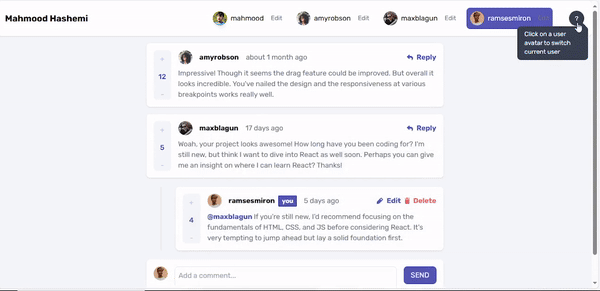 Mahmood Hashemi
mahmood Edit
amyrobson Edit
maxblagun Edit
ramsesmiron
?
Click on a user
avatar to switch
current user
amyrobson about 1 month ago Reply
+
12
-
Impressive! Though it seems the drag feature could be improved. But overall it
looks incredible. You've nailed the design and the responsiveness at various
breakpoints works really well.
maxblagun 17 days ago Reply
+
5
-
Woah, your project looks awesome! How long have you been coding for? I'm
still new, but think I want to dive into React as well soon. Perhaps you can give
me an insight on where I can learn React? Thanks!
ramsesmiron you 5 days ago Edit Delete
+
4
-
@maxblagun If you're still new, I'd recommend focusing on the
fundamentals of HTML, CSS, and JS before considering React. It's
very tempting to jump ahead but lay a solid foundation first.
Add a comment... SEND